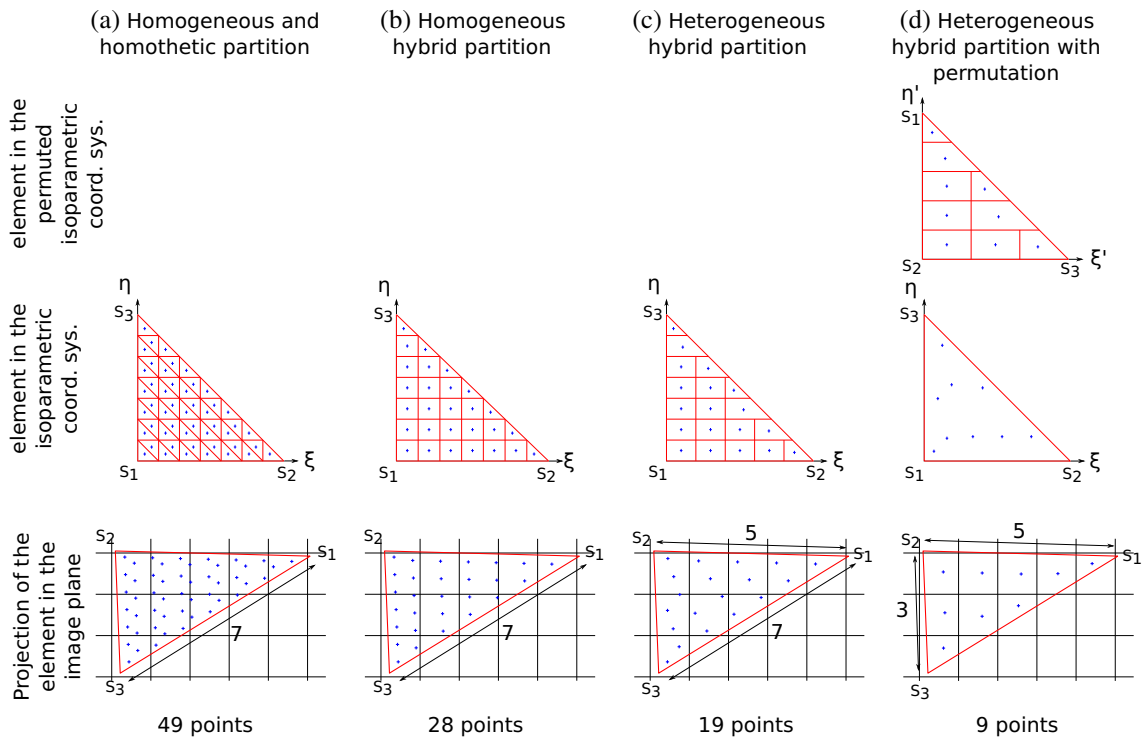 (a) Homogeneous and
homothetic partition
(b) Homogeneous
hybrid partition
(c) Heterogeneous
hybrid partition
(d) Heterogeneous
hybrid partition with
permutation
element in the
permuted
isoparametric
coord. sys.
η'
S1
S2
S3
ξ'
element in the
isoparametric
coord. sys.
η
S3
S1
S2
ξ
η
S3
S1
S2
ξ
η
S3
S1
S2
ξ
η
S3
S1
S2
ξ
Projection of the
element in the
image plane
S2
S1
7
S3
S2
S1
7
S3
S2
5
S1
7
S3
S2
5
S1
3
S3
49 points
28 points
19 points
9 points